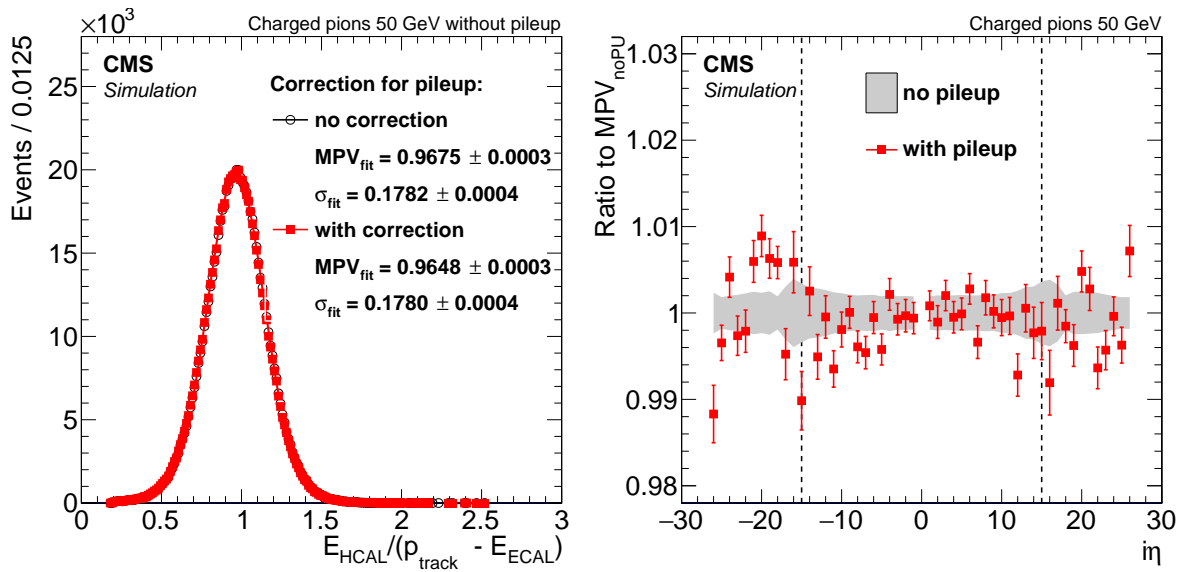 ×10³
Charged pions 50 GeV without pileup
CMS
Simulation
Correction for pileup:
no correction
MPV_fit = 0.9675 ± 0.0003
σ_fit = 0.1782 ± 0.0004
with correction
MPV_fit = 0.9648 ± 0.0003
σ_fit = 0.1780 ± 0.0004
Events / 0.0125
25
20
15
10
5
0
0 0.5 1 1.5 2 2.5 3
E_HCAL/(p_track - E_ECAL)
Charged pions 50 GeV
CMS
Simulation
no pileup
with pileup
Ratio to MPV_noPU
1.03
1.02
1.01
1
0.99
0.98
−30 −20 −10 0 10 20 30
iη